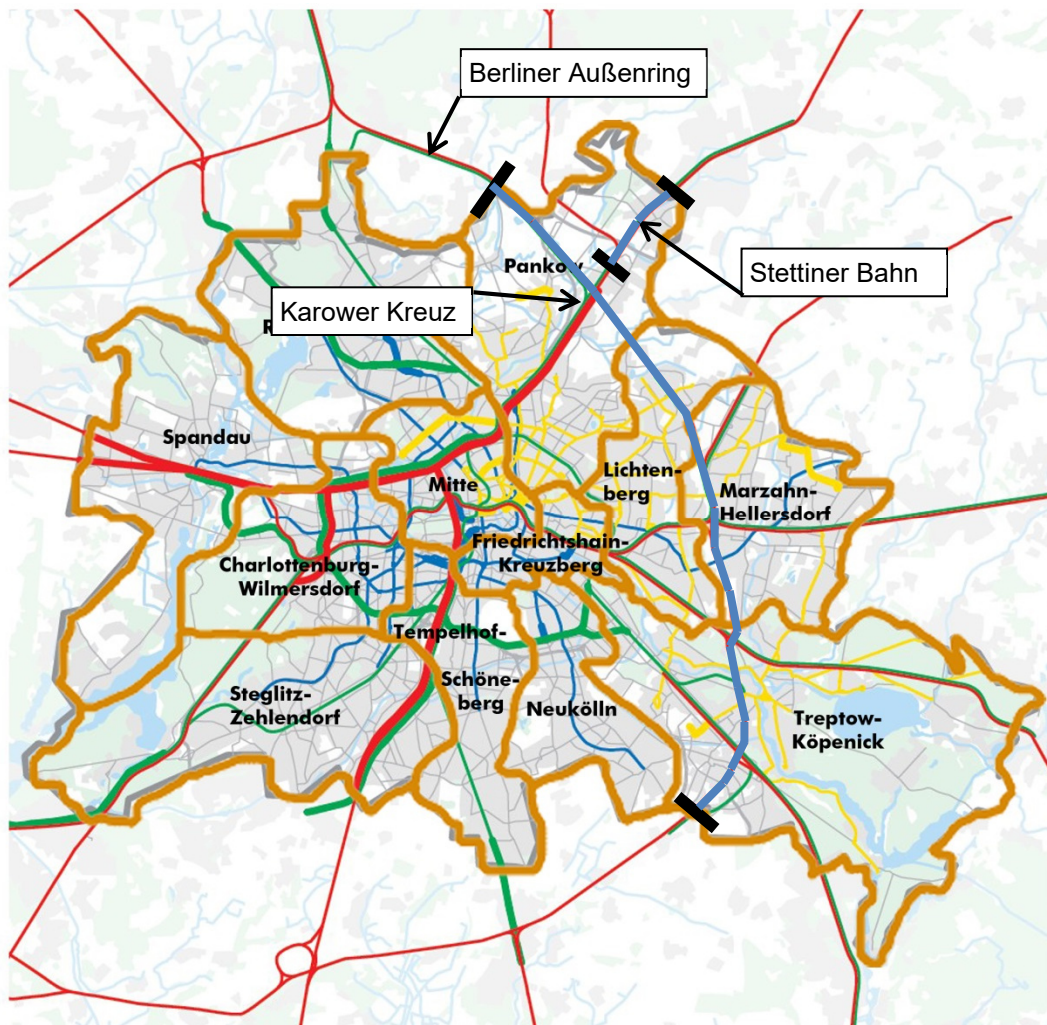 Berliner Außenring
Stettiner Bahn
Pankow
Karower Kreuz
R
Spandau
Mitte
Lichten-
berg
Marzahn-
Hellersdorf
Friedrichtshain-
Kreuzberg
Charlottenburg-
Wilmersdorf
Tempelhof-
Schöne-
berg
Steglitz-
Zehlendorf
Neukölln
Treptow-
Köpenick